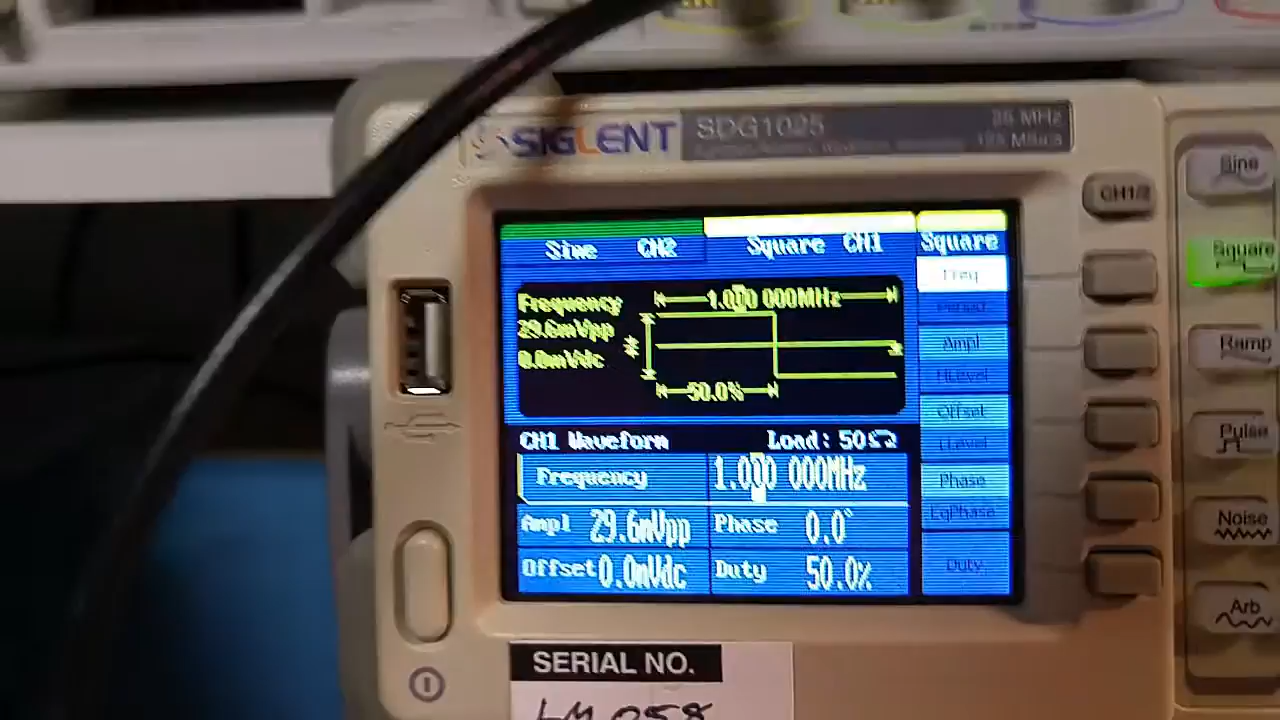 SIGLENT SDG1025 25 MHz
125 MSa/s
CH1/2
Sine
Square
Ramp
Pulse
Noise
Arb
Sine CH2 Square CH1 Square
Frequency 1.000 000MHz
29.6mVpp
0.0mVdc
50.0%
Freq
Period
Ampl
HLevel
Offset
LLevel
Phase
EqPhase
Duty
CH1 Waveform Load: 50Ω
Frequency 1.000 000MHz
Ampl 29.6mVpp Phase 0.0°
Offset 0.0mVdc Duty 50.0%
SERIAL NO.
LM 058